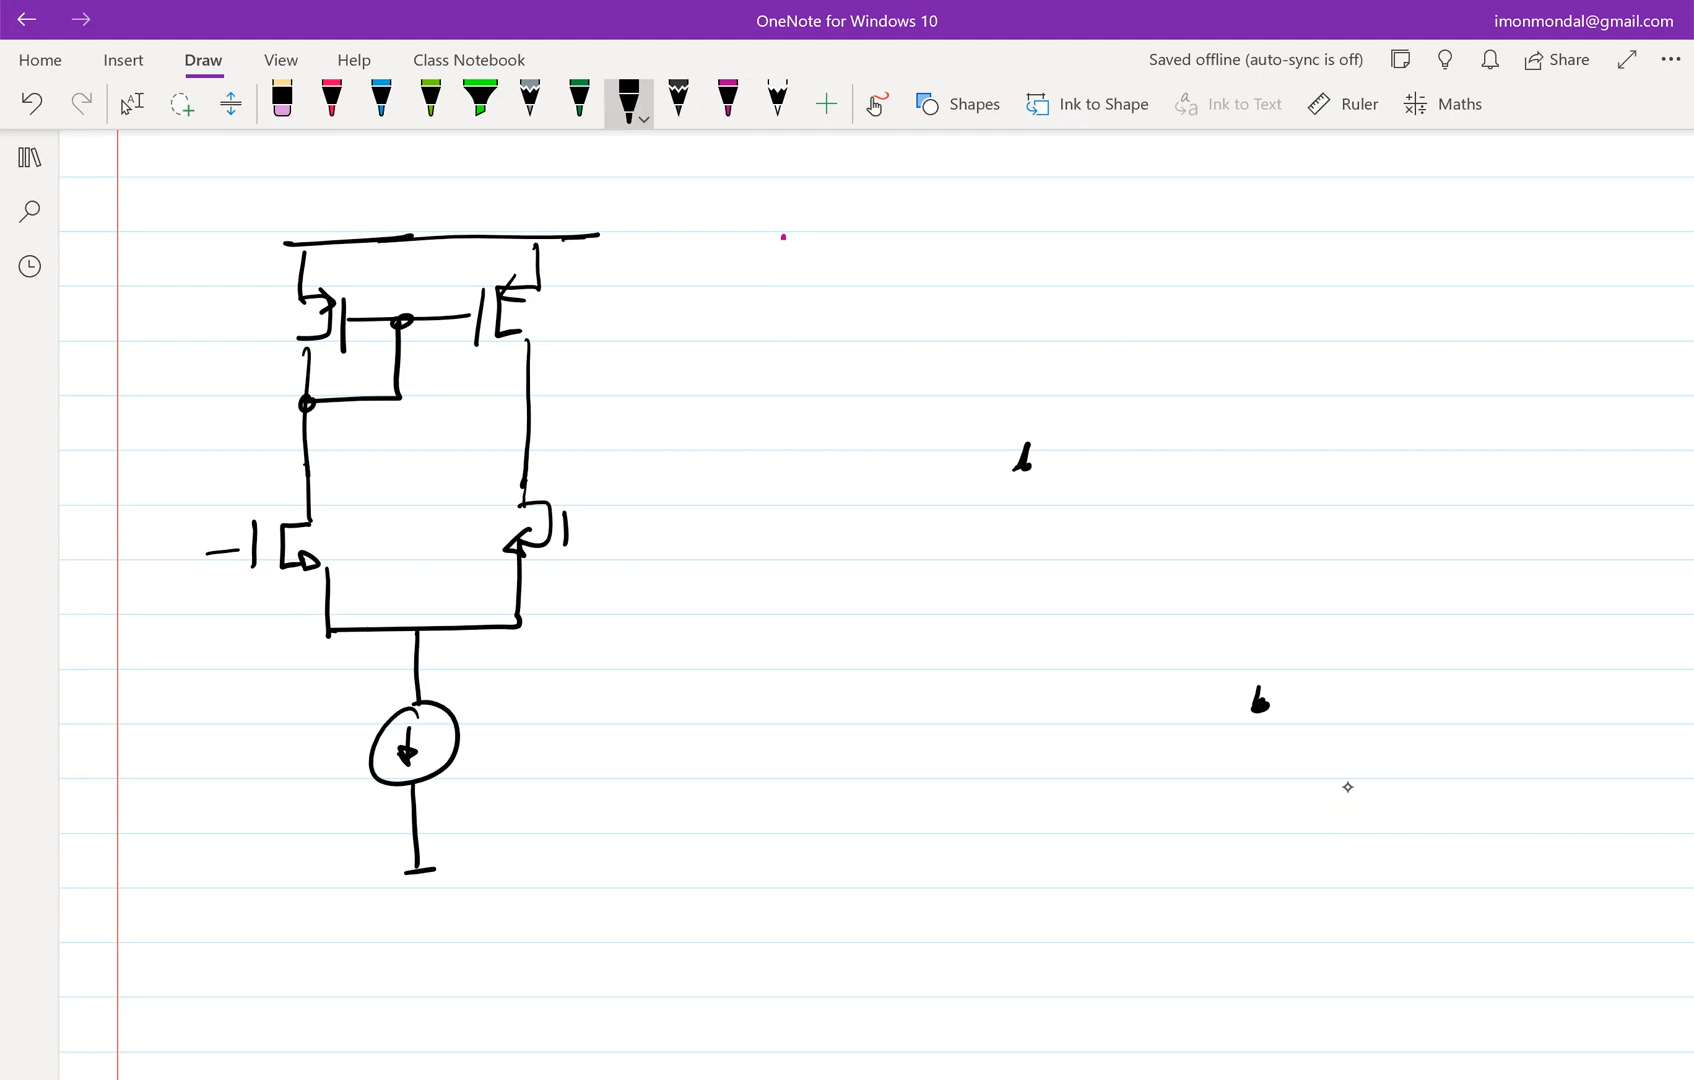 OneNote for Windows 10
imonmondal@gmail.com
Home Insert Draw View Help Class Notebook
Saved offline (auto-sync is off) Share
Shapes Ink to Shape Ink to Text Ruler Maths